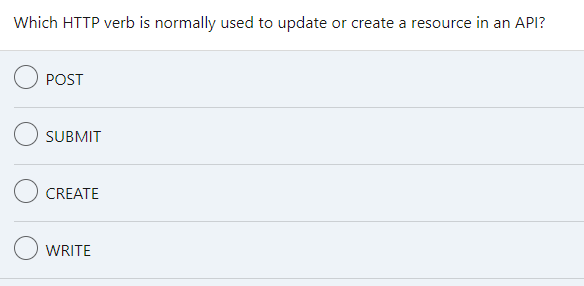 Which HTTP verb is normally used to update or create a resource in an API?
POST
SUBMIT
CREATE
WRITE